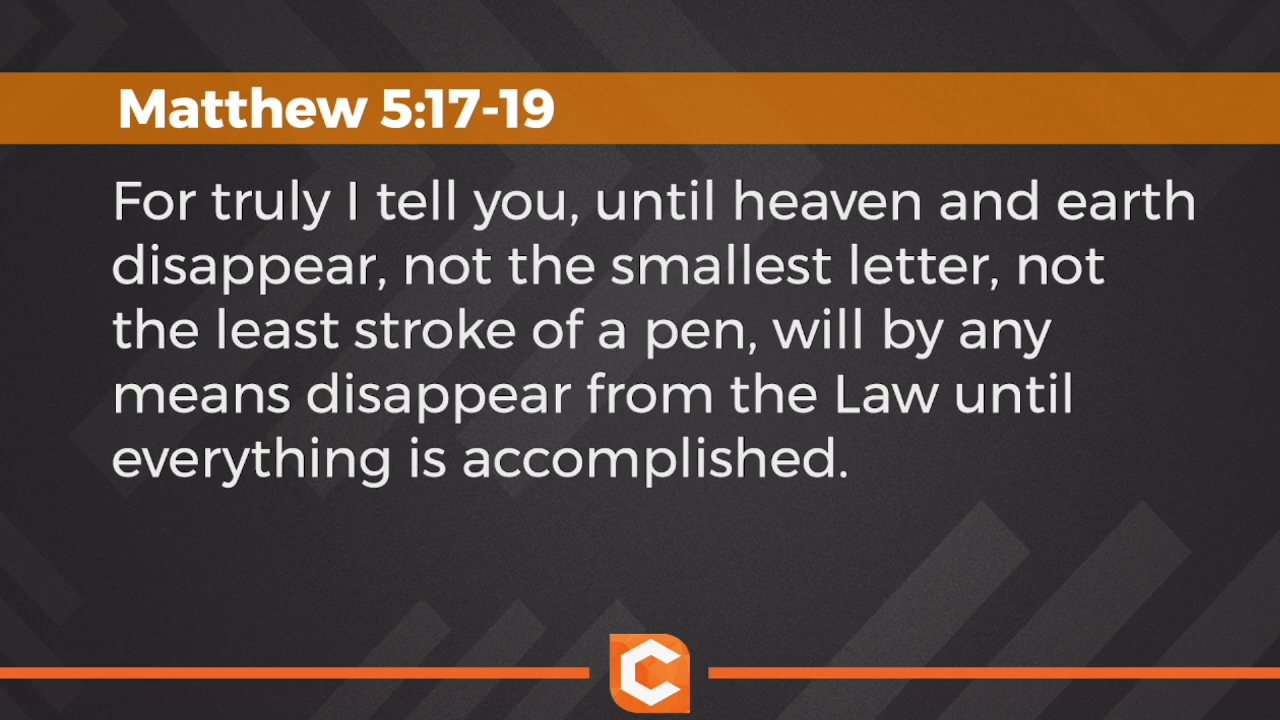 Matthew 5:17-19
For truly I tell you, until heaven and earth
disappear, not the smallest letter, not
the least stroke of a pen, will by any
means disappear from the Law until
everything is accomplished.
C